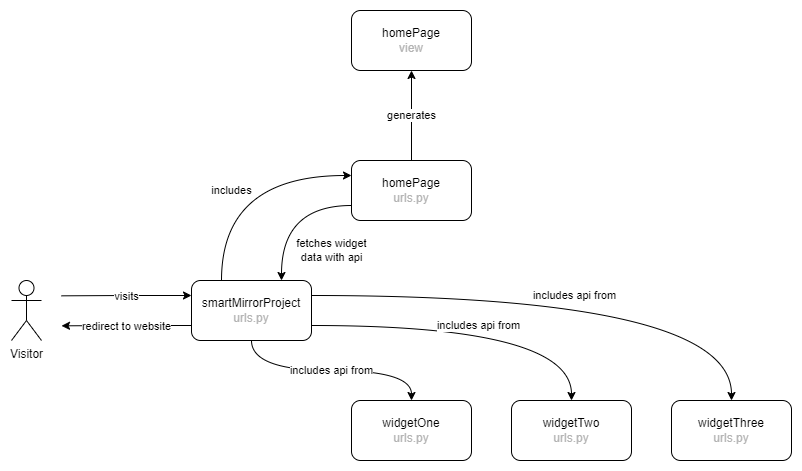 homePage
view
generates
homePage
urls.py
includes
fetches widget
data with api
visits
smartMirrorProject
urls.py
includes api from
includes api from
redirect to website
Visitor
includes api from
widgetOne
urls.py
widgetTwo
urls.py
widgetThree
urls.py